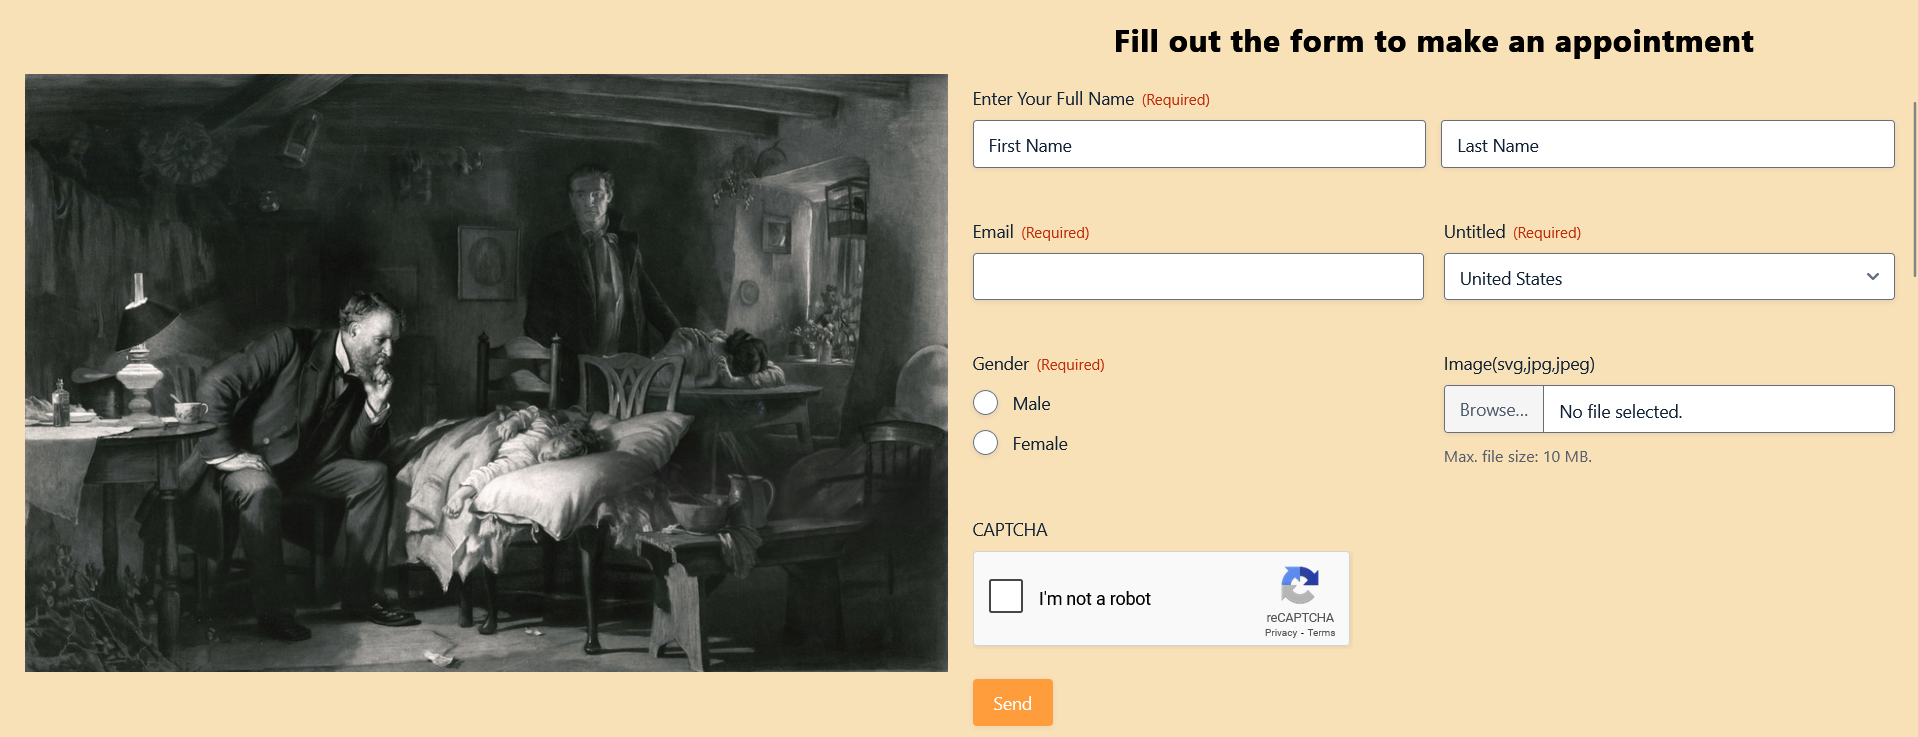 Fill out the form to make an appointment
Enter Your Full Name (Required)
First Name
Last Name
Email (Required)
Untitled (Required)
United States
Gender (Required)
Male
Female
Image(svg,jpg,jpeg)
Browse... No file selected.
Max. file size: 10 MB.
CAPTCHA
I'm not a robot
reCAPTCHA
Privacy - Terms
Send